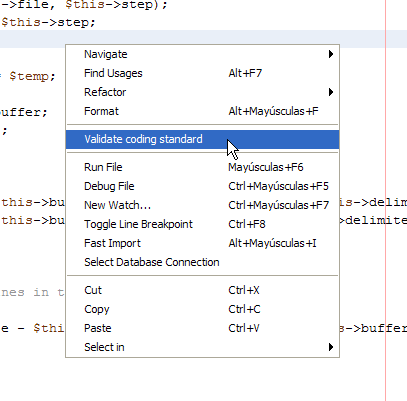 ->file, $this->step);
$this->step;
Navigate
= $temp;
Find Usages Alt+F7
Refactor
buffer;
Format Alt+Mayúsculas+F
;
Validate coding standard
Run File Mayúsculas+F6
Debug File Ctrl+Mayúsculas+F5
this->bu New Watch... Ctrl+Mayúsculas+F7 is->delim
this->bu Toggle Line Breakpoint Ctrl+F8 >delimite
Fast Import Alt+Mayúsculas+I
Select Database Connection
nes in t Cut Ctrl+X
Copy Ctrl+C
e - $thi Paste Ctrl+V s->buffer
Select in